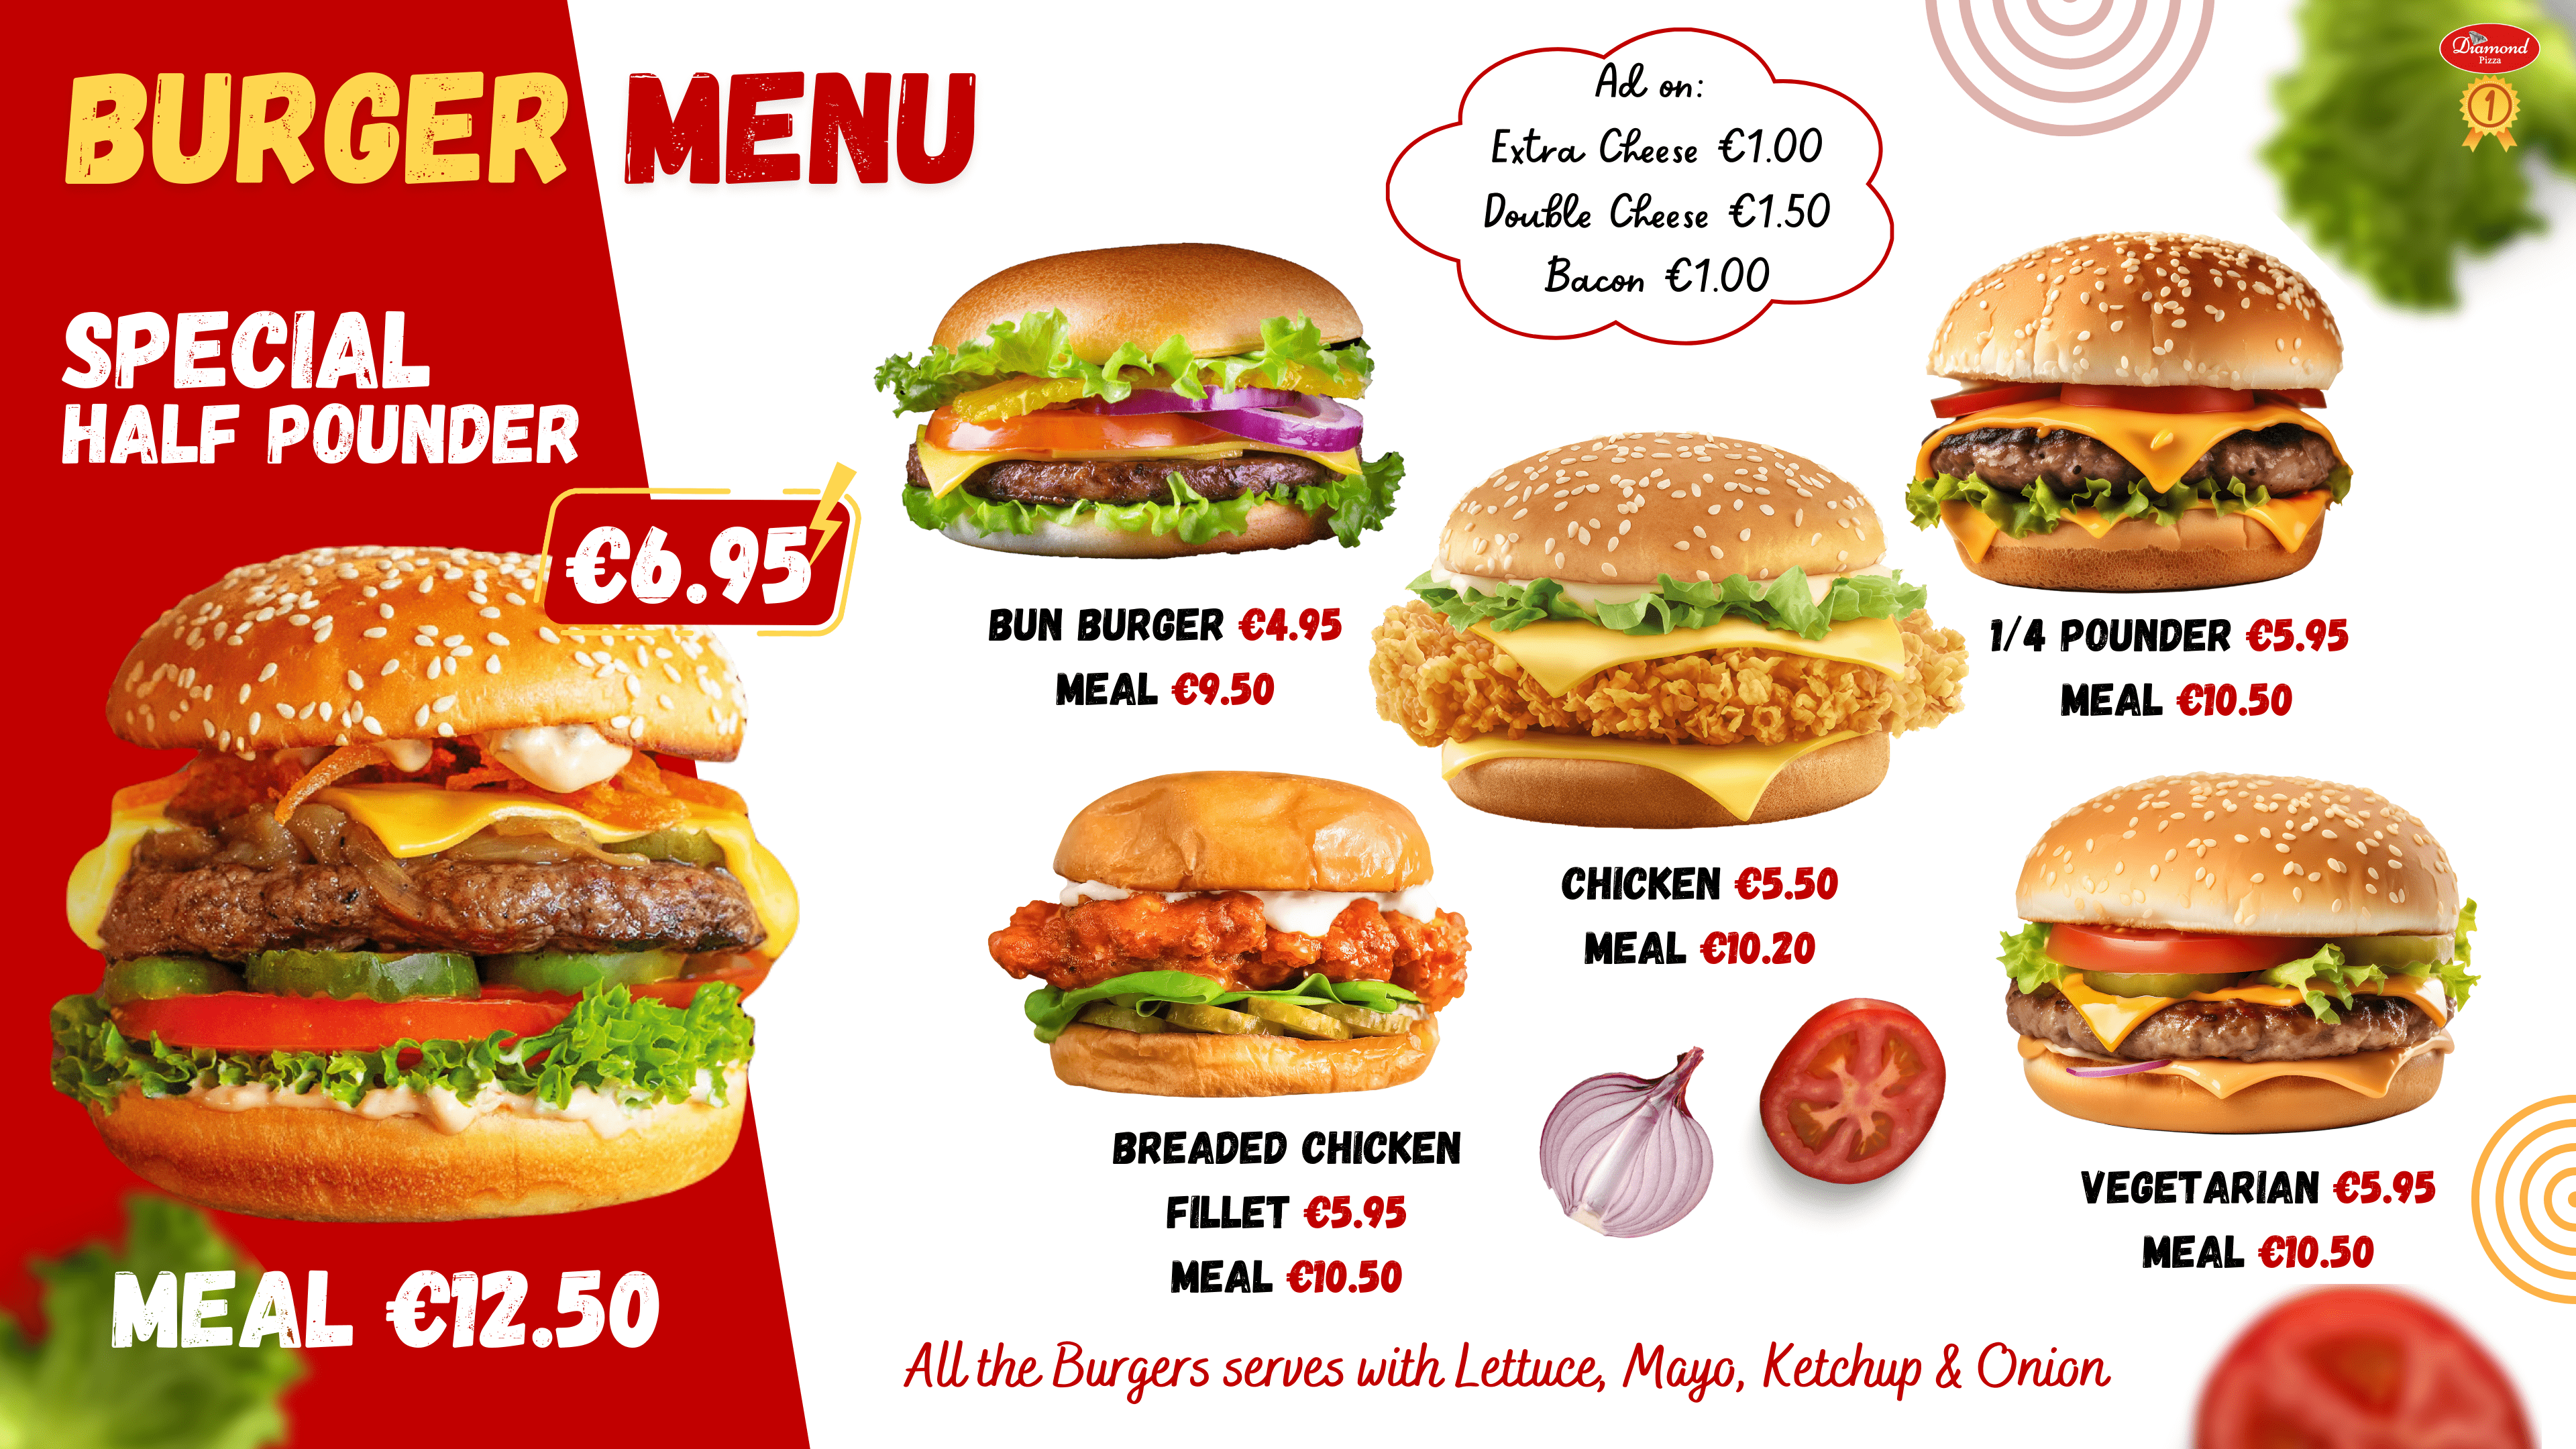 BURGER MENU
SPECIAL
HALF POUNDER
€6.95
MEAL €12.50
Ad on:
Extra Cheese €1.00
Double Cheese €1.50
Bacon €1.00
BUN BURGER €4.95
MEAL €9.50
1/4 POUNDER €5.95
MEAL €10.50
CHICKEN €5.50
MEAL €10.20
BREADED CHICKEN
FILLET €5.95
MEAL €10.50
VEGETARIAN €5.95
MEAL €10.50
All the Burgers serves with Lettuce, Mayo, Ketchup & Onion
Diamond
Pizza
1